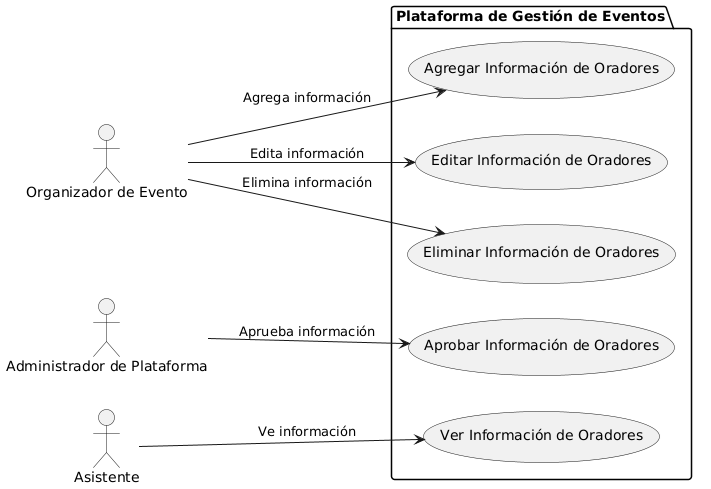 Plataforma de Gestión de Eventos
Agregar Información de Oradores
Agrega información
Edita información
Editar Información de Oradores
Elimina información
Organizador de Evento
Eliminar Información de Oradores
Aprueba información
Aprobar Información de Oradores
Administrador de Plataforma
Ve información
Ver Información de Oradores
Asistente